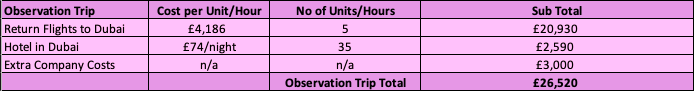 Observation Trip Cost per Unit/Hour No of Units/Hours Sub Total
Return Flights to Dubai £4,186 5 £20,930
Hotel in Dubai £74/night 35 £2,590
Extra Company Costs n/a n/a £3,000
Observation Trip Total £26,520